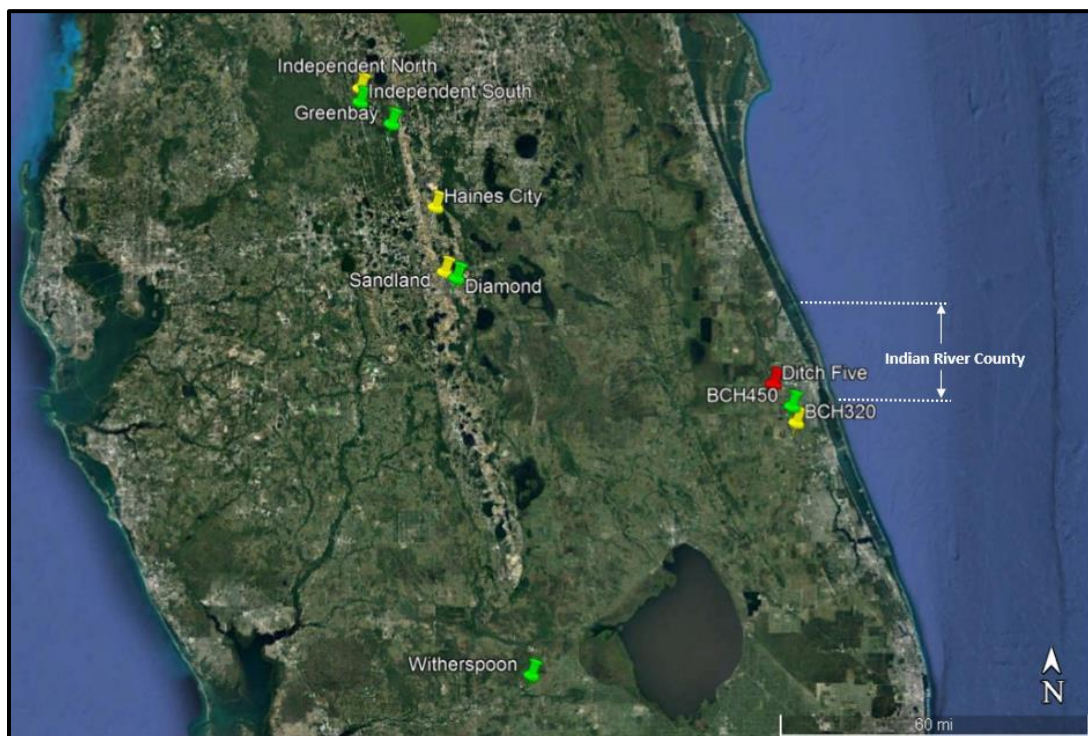 Independent North
Independent South
Greenbay
Haines City
Sandland
Diamond
Indian River County
Ditch Five
BCH450
BCH320
Witherspoon
N
60 mi